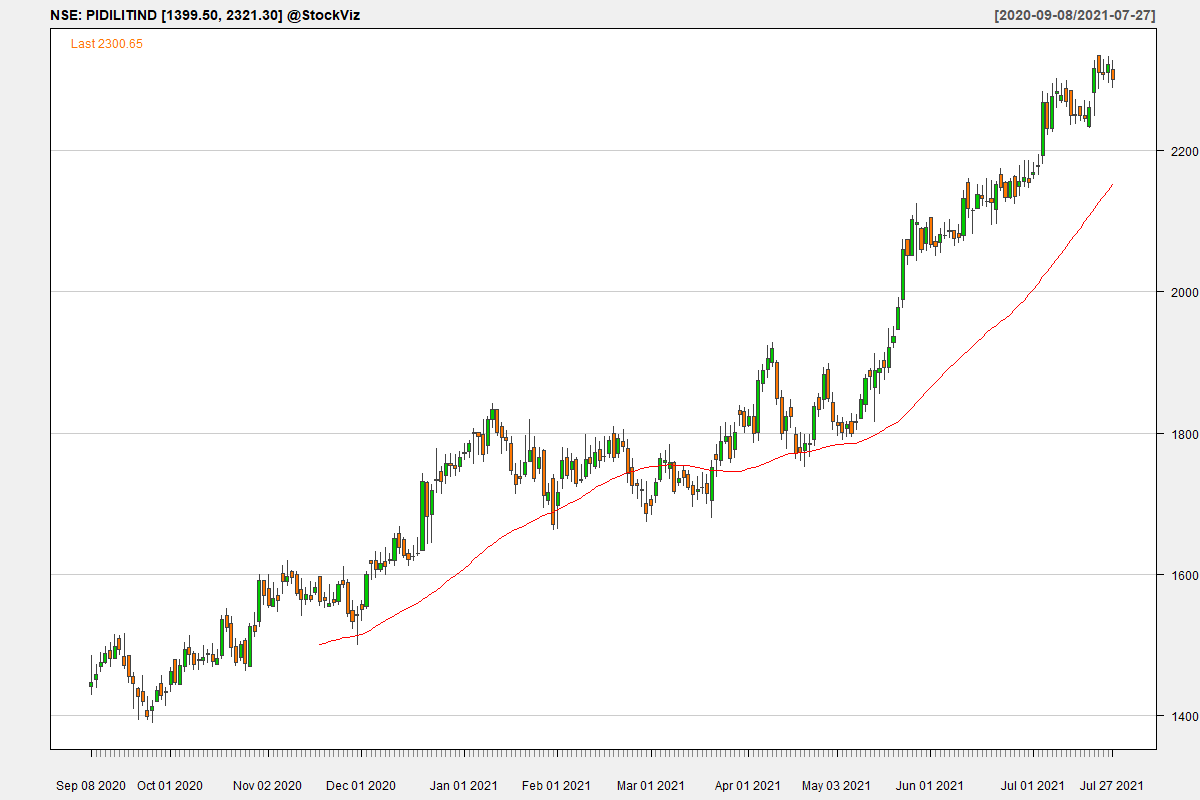 NSE: PIDILITIND [1399.50, 2321.30] @StockViz
[2020-09-08/2021-07-27]
Last 2300.65
2200
2000
1800
1600
1400
Sep 08 2020 Oct 01 2020 Nov 02 2020 Dec 01 2020 Jan 01 2021 Feb 01 2021 Mar 01 2021 Apr 01 2021 May 03 2021 Jun 01 2021 Jul 01 2021 Jul 27 2021